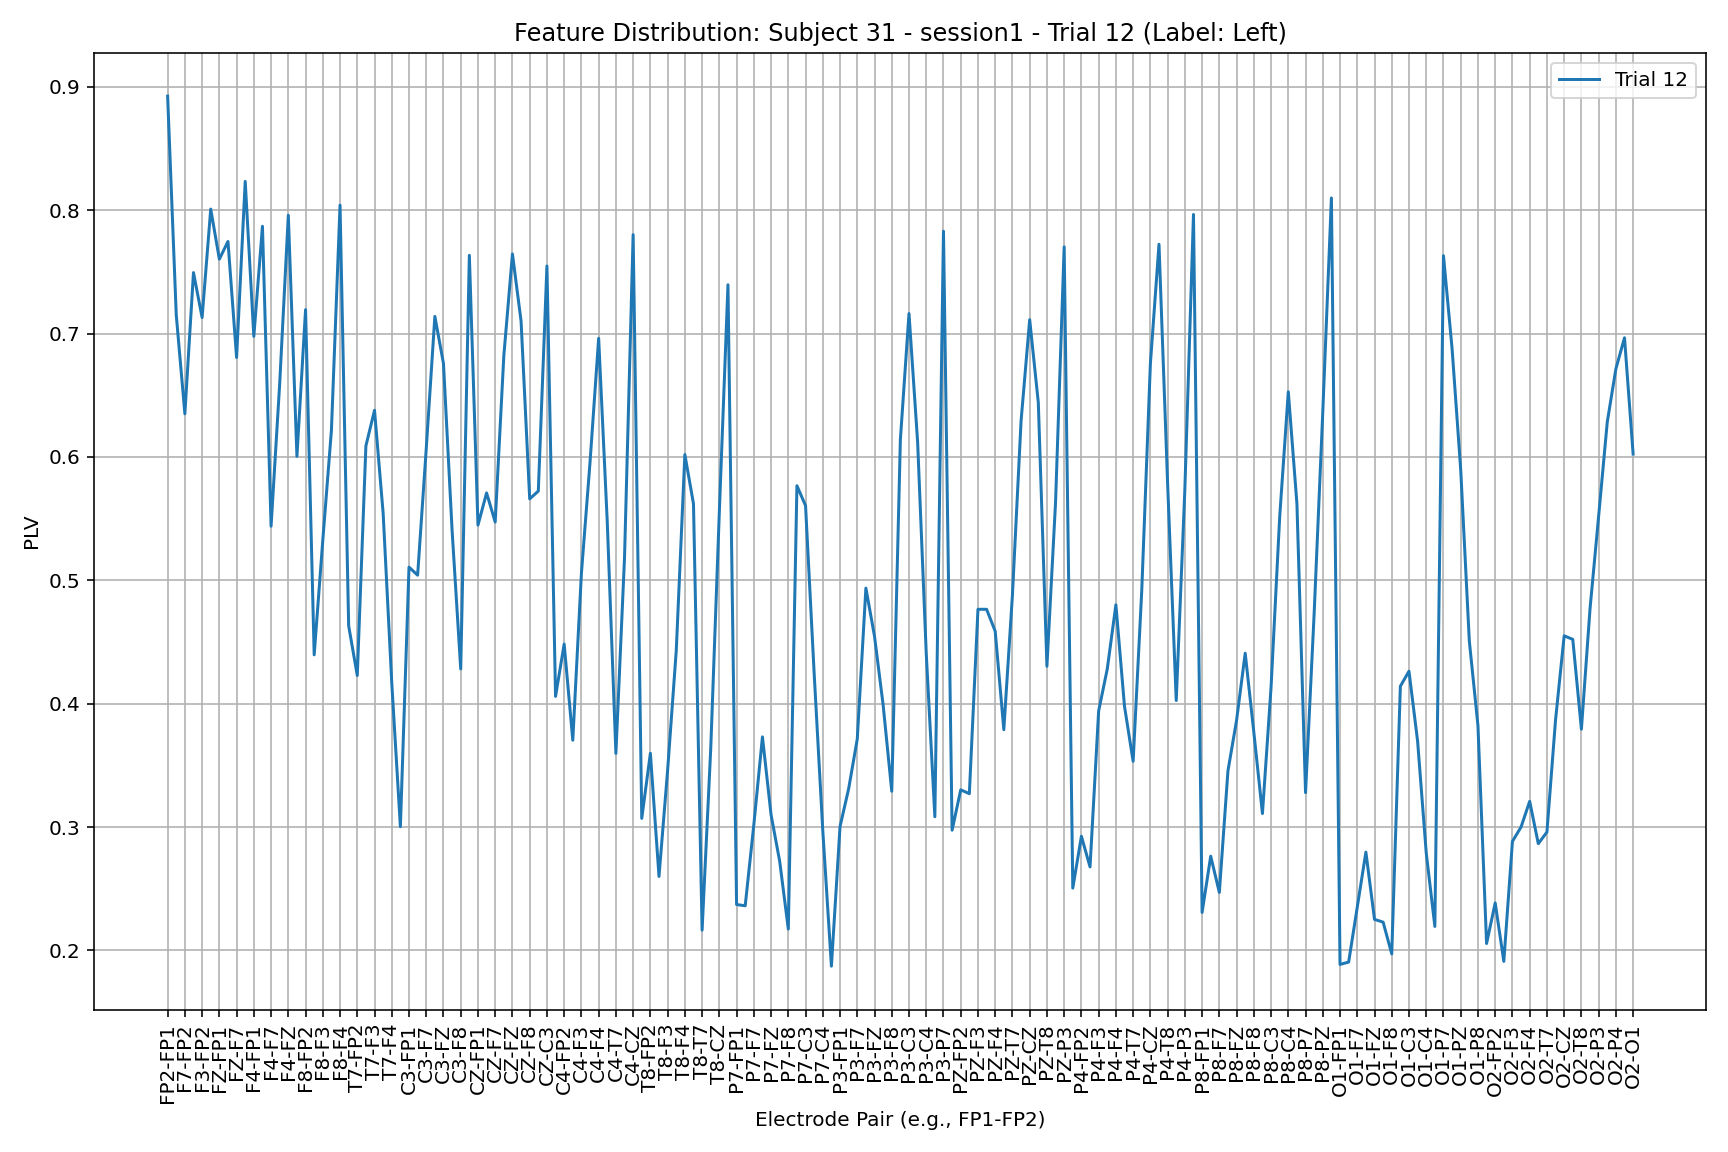 Feature Distribution: Subject 31 - session1 - Trial 12 (Label: Left)
Trial 12
PLV
0.9
0.8
0.7
0.6
0.5
0.4
0.3
0.2
FP2-FP1
F7-FP2
F3-FP2
FZ-FP1
FZ-F7
F4-FP1
F4-F7
F4-FZ
F8-FP2
F8-F3
F8-F4
T7-FP2
T7-F3
T7-F4
C3-FP1
C3-F7
C3-FZ
C3-F8
CZ-FP1
CZ-F7
CZ-FZ
CZ-F8
CZ-C3
C4-FP2
C4-F3
C4-F4
C4-T7
C4-CZ
T8-FP2
T8-F3
T8-F4
T8-T7
T8-CZ
P7-FP1
P7-F7
P7-FZ
P7-F8
P7-C3
P7-C4
P3-FP1
P3-F7
P3-FZ
P3-F8
P3-C3
P3-C4
P3-P7
PZ-FP2
PZ-F3
PZ-F4
PZ-T7
PZ-CZ
PZ-T8
PZ-P3
P4-FP2
P4-F3
P4-F4
P4-T7
P4-CZ
P4-T8
P4-P3
P8-FP1
P8-F7
P8-FZ
P8-F8
P8-C3
P8-C4
P8-P7
P8-PZ
O1-FP1
O1-F7
O1-FZ
O1-F8
O1-C3
O1-C4
O1-P7
O1-PZ
O1-P8
O2-FP2
O2-F3
O2-F4
O2-T7
O2-CZ
O2-T8
O2-P3
O2-P4
O2-O1
Electrode Pair (e.g., FP1-FP2)